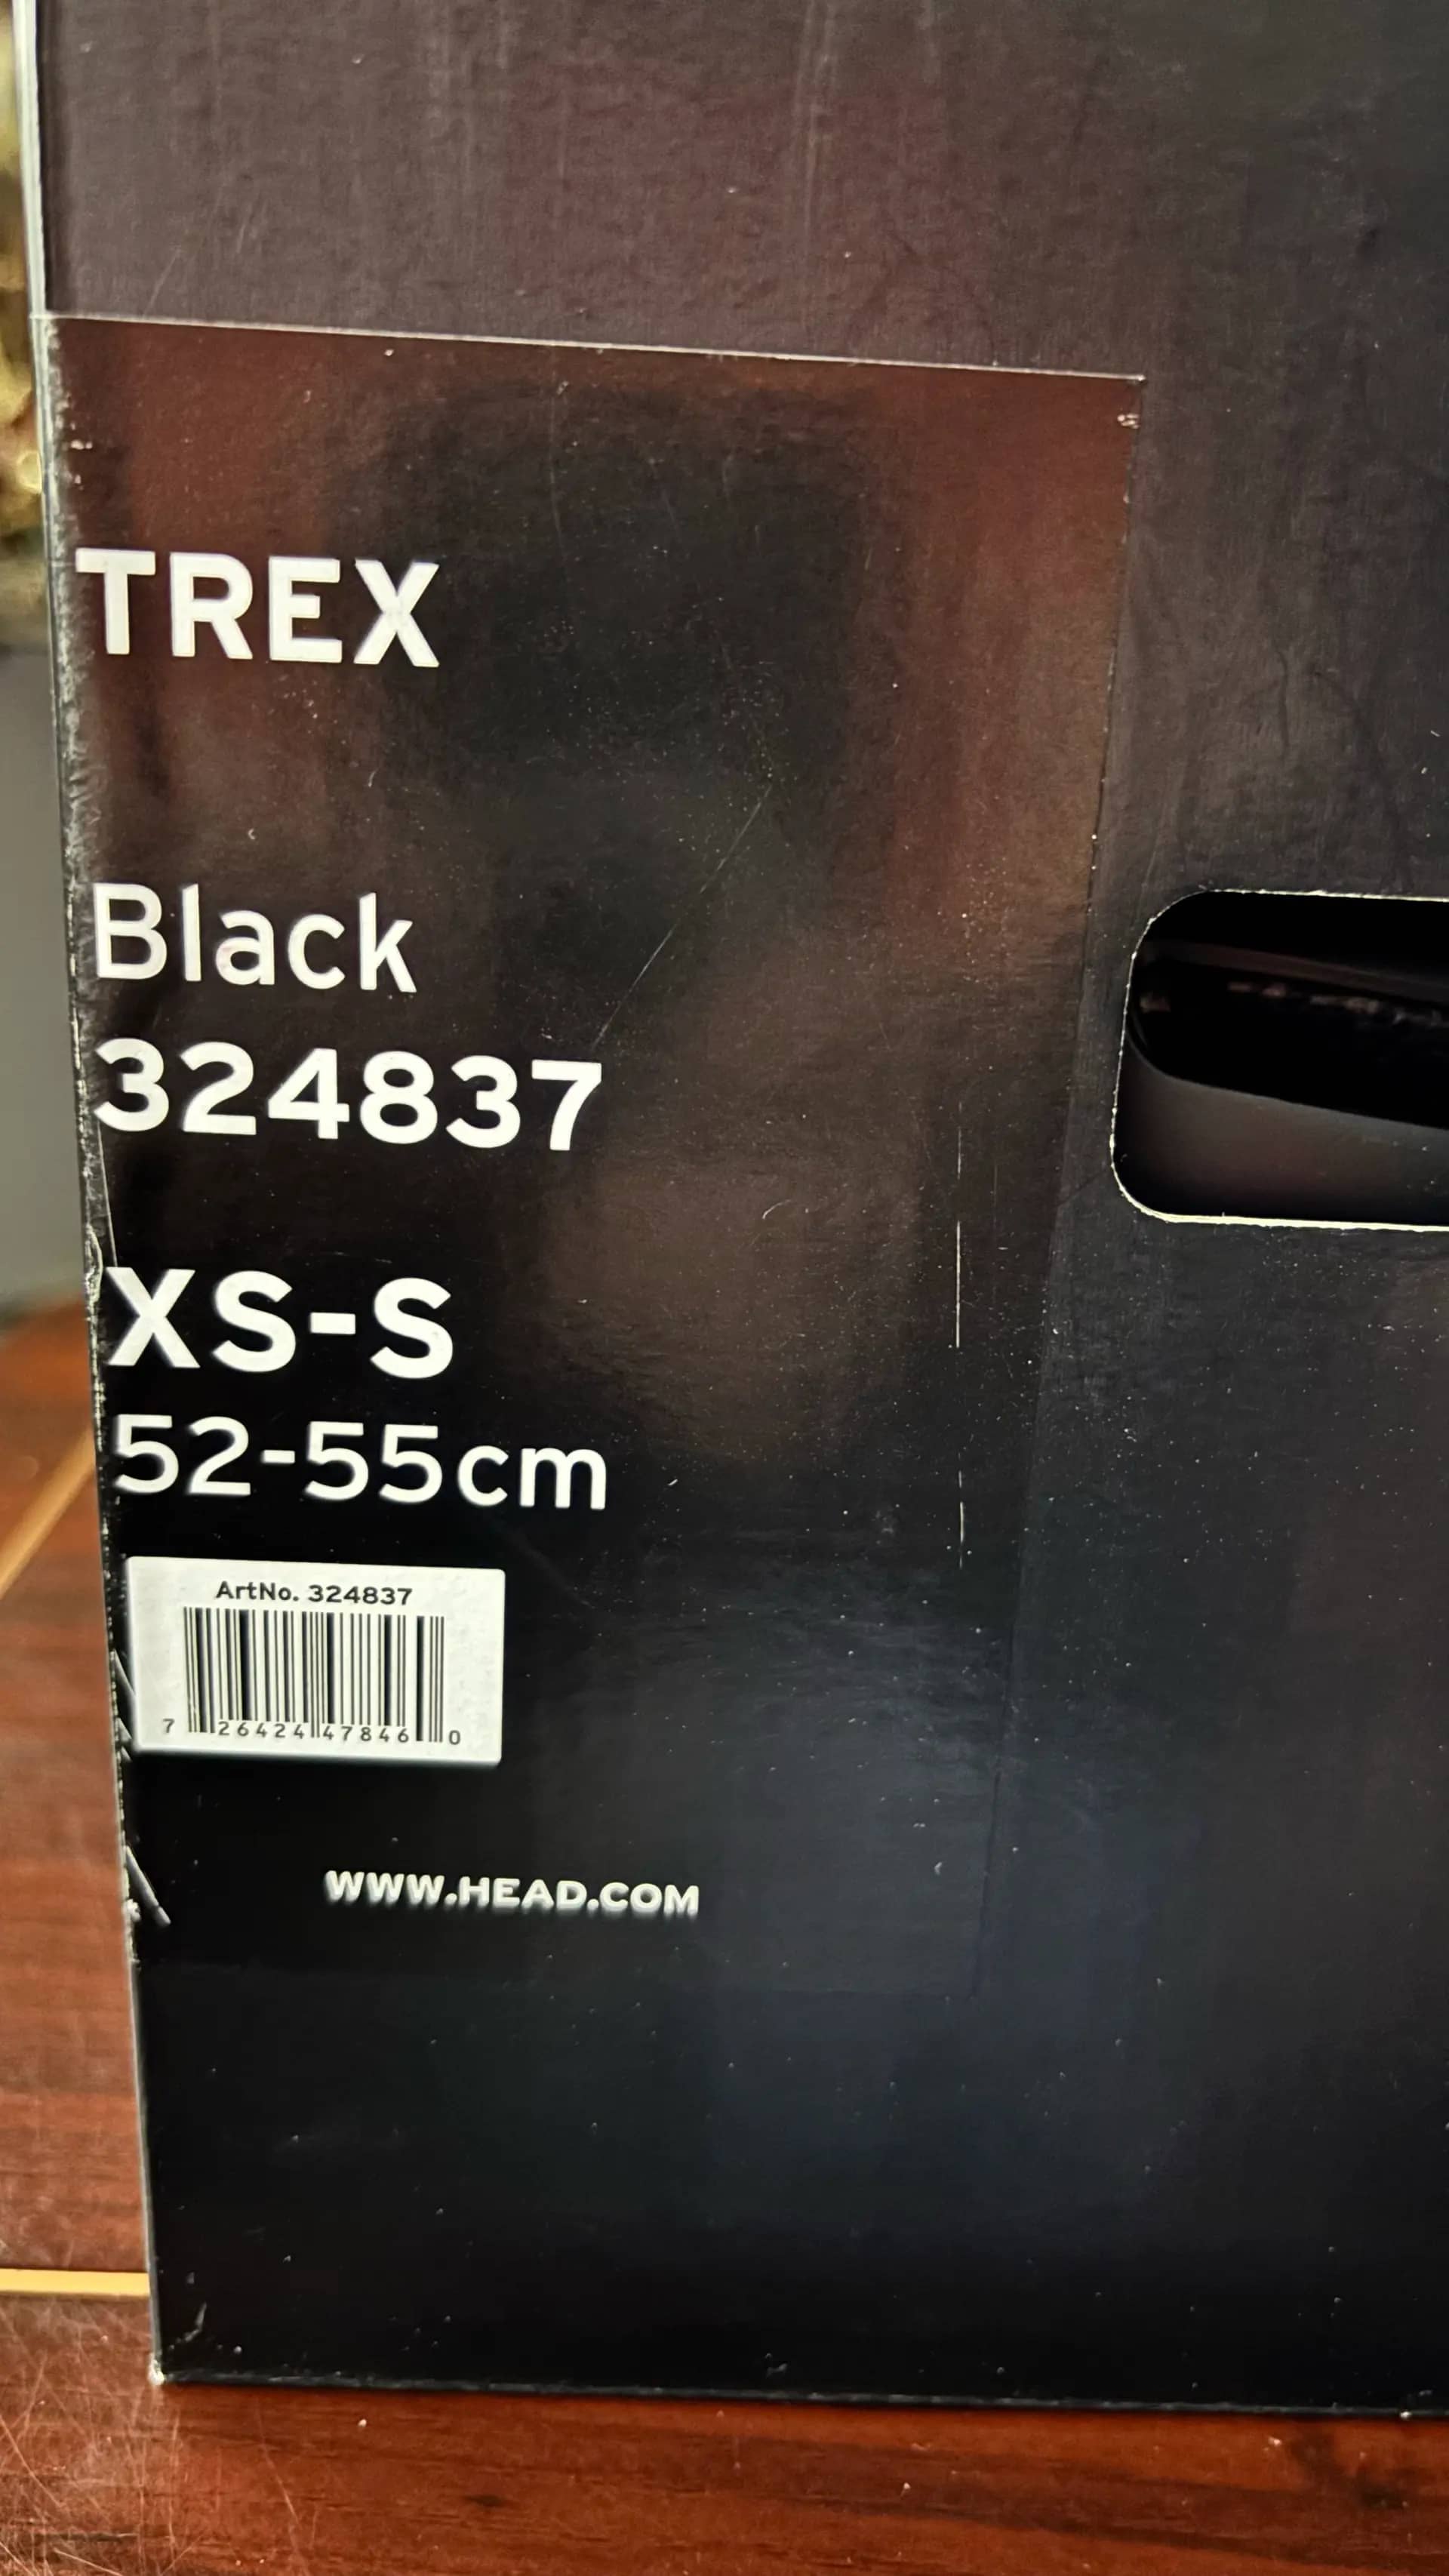 TREX
Black
324837
XS-S
52-55cm
ArtNo. 324837
7 26424 47846 0
WWW.HEAD.COM